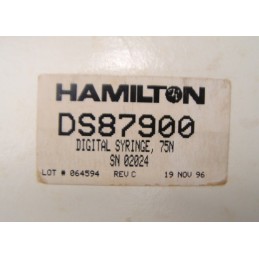 HAMILTON
DS87900
DIGITAL SYRINGE, 75N
SN 02024
LOT # 064594 REV C 19 NOV 96